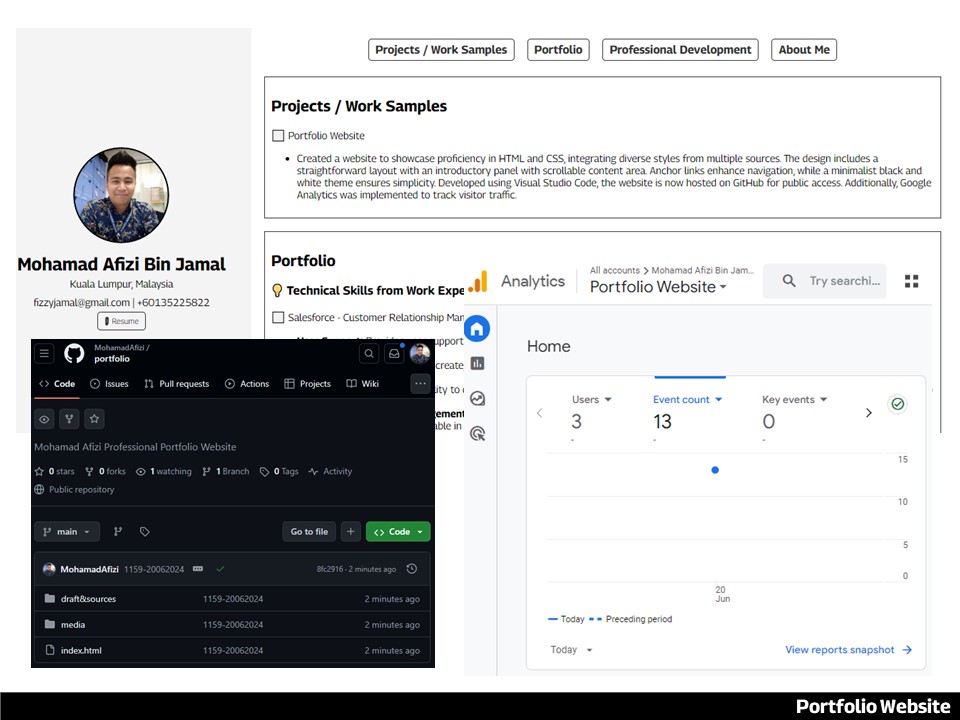 Projects / Work Samples
Portfolio
Professional Development
About Me
Projects / Work Samples
Portfolio Website
Created a website to showcase proficiency in HTML and CSS, integrating diverse styles from multiple sources. The design includes a
straightforward layout with an introductory panel with scrollable content area. Anchor links enhance navigation, while a minimalist black and
white theme ensures simplicity. Developed using Visual Studio Code, the website is now hosted on GitHub for public access. Additionally, Google
Analytics was implemented to track visitor traffic.
Mohamad Afizi Bin Jamal
Kuala Lumpur, Malaysia
fizzyjamal@gmail.com | +60135225822
Resume
Portfolio
Technical Skills from Work Expe
Salesforce - Customer Relationship Man
upport
create
ity to
ement
able in
MohamadAfizi /
portfolio
Code
Issues
Pull requests
Actions
Projects
Wiki
Mohamad Afizi Professional Portfolio Website
0 stars
0 forks
1 watching
1 Branch
0 Tags
Activity
Public repository
main
Go to file
Code
MohamadAfizi 1159-20062024
8fc2916 · 2 minutes ago
draft&sources 1159-20062024 2 minutes ago
media 1159-20062024 2 minutes ago
index.html 1159-20062024 2 minutes ago
Analytics
All accounts > Mohamad Afizi Bin Jam...
Portfolio Website
Try searchi...
Home
Users
3
-
Event count
13
-
Key events
0
-
15
10
5
0
20
Jun
Today
Preceding period
Today
View reports snapshot
Portfolio Website